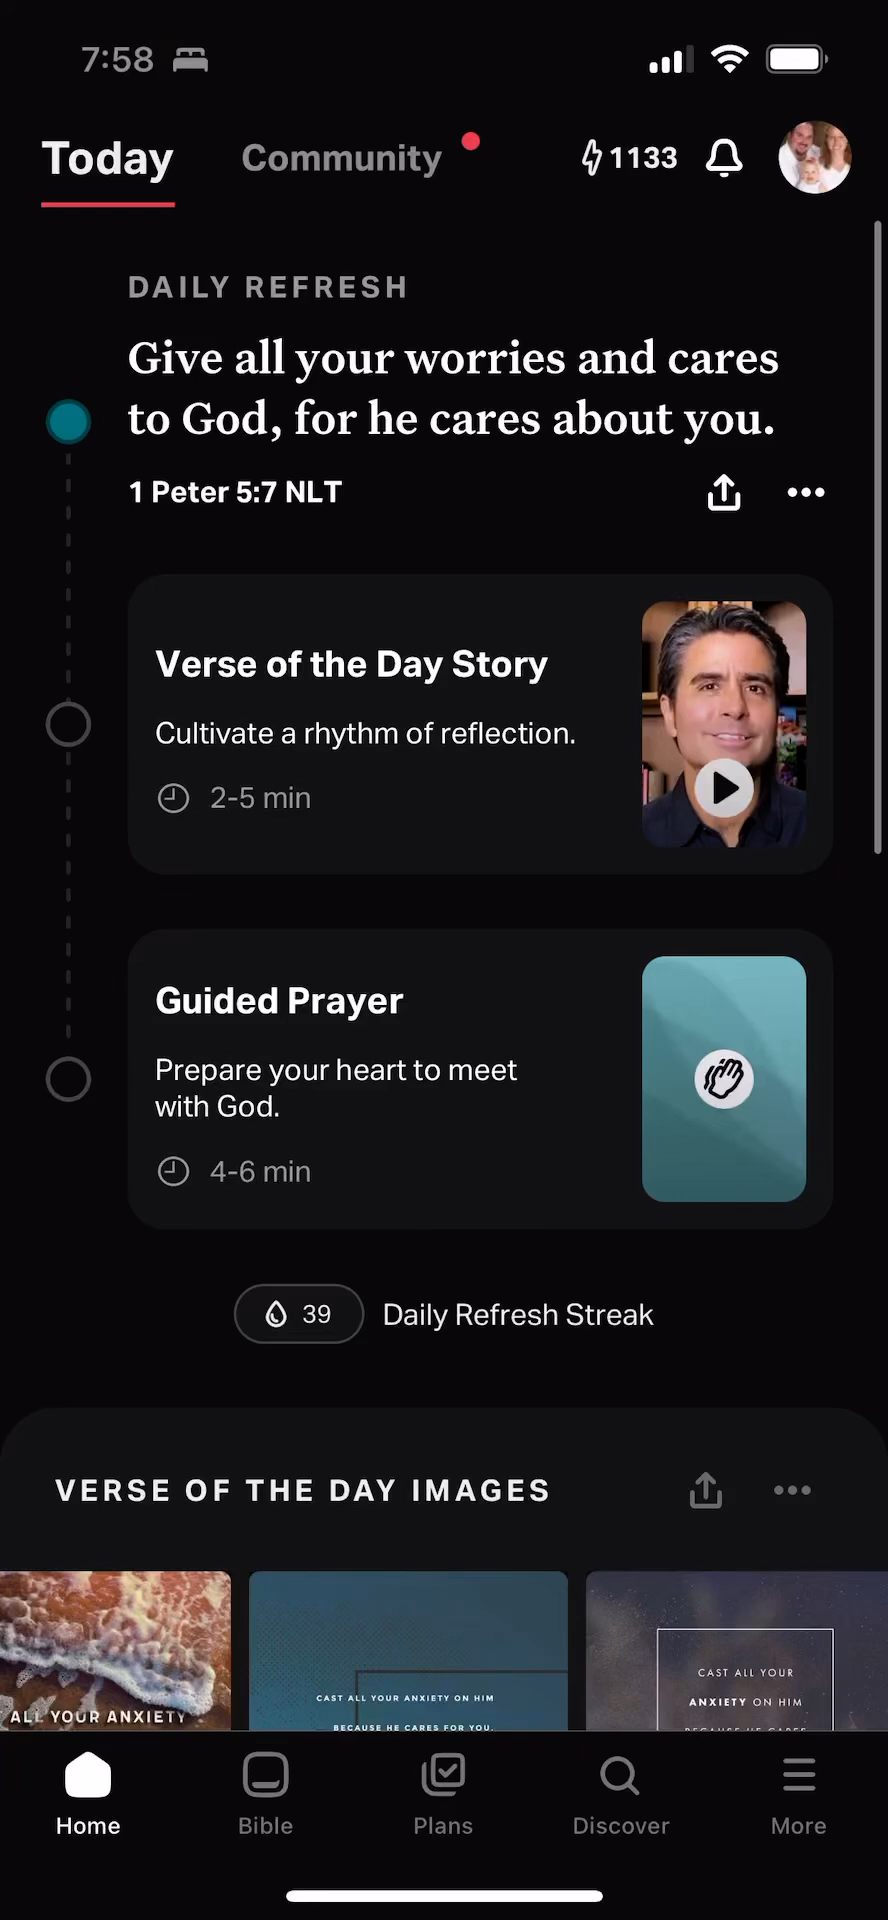 7:58
Today
Community
1133
DAILY REFRESH
Give all your worries and cares
to God, for he cares about you.
1 Peter 5:7 NLT
Verse of the Day Story
Cultivate a rhythm of reflection.
2-5 min
Guided Prayer
Prepare your heart to meet
with God.
4-6 min
39
Daily Refresh Streak
VERSE OF THE DAY IMAGES
ALL YOUR ANXIETY
CAST ALL YOUR ANXIETY ON HIM
BECAUSE HE CARES FOR YOU.
CAST ALL YOUR
ANXIETY ON HIM
BECAUSE HE CARES
Home
Bible
Plans
Discover
More